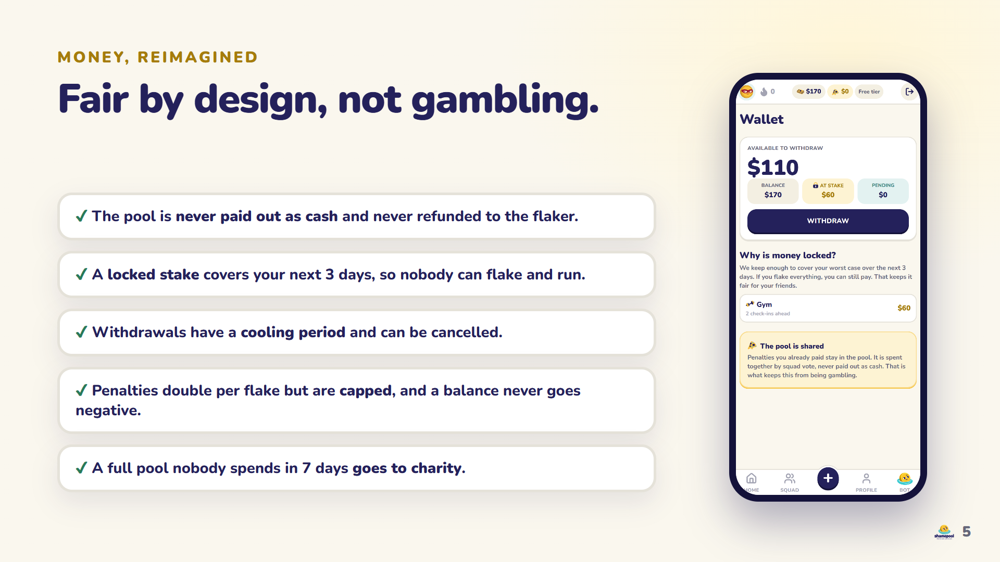 MONEY, REIMAGINED
Fair by design, not gambling.
✓ The pool is never paid out as cash and never refunded to the flaker.
✓ A locked stake covers your next 3 days, so nobody can flake and run.
✓ Withdrawals have a cooling period and can be cancelled.
✓ Penalties double per flake but are capped, and a balance never goes
negative.
✓ A full pool nobody spends in 7 days goes to charity.
0 $170 $0 Free tier
Wallet
AVAILABLE TO WITHDRAW
$110
BALANCE AT STAKE PENDING
$170 $60 $0
WITHDRAW
Why is money locked?
We keep enough to cover your worst case over the next 3
days. If you flake everything, you can still pay. That keeps it
fair for your friends.
Gym
2 check-ins ahead
$60
The pool is shared
Penalties you already paid stay in the pool. It is spent
together by squad vote, never paid out as cash. That is
what keeps this from being gambling.
HOME SQUAD PROFILE BOT
shamepool
5